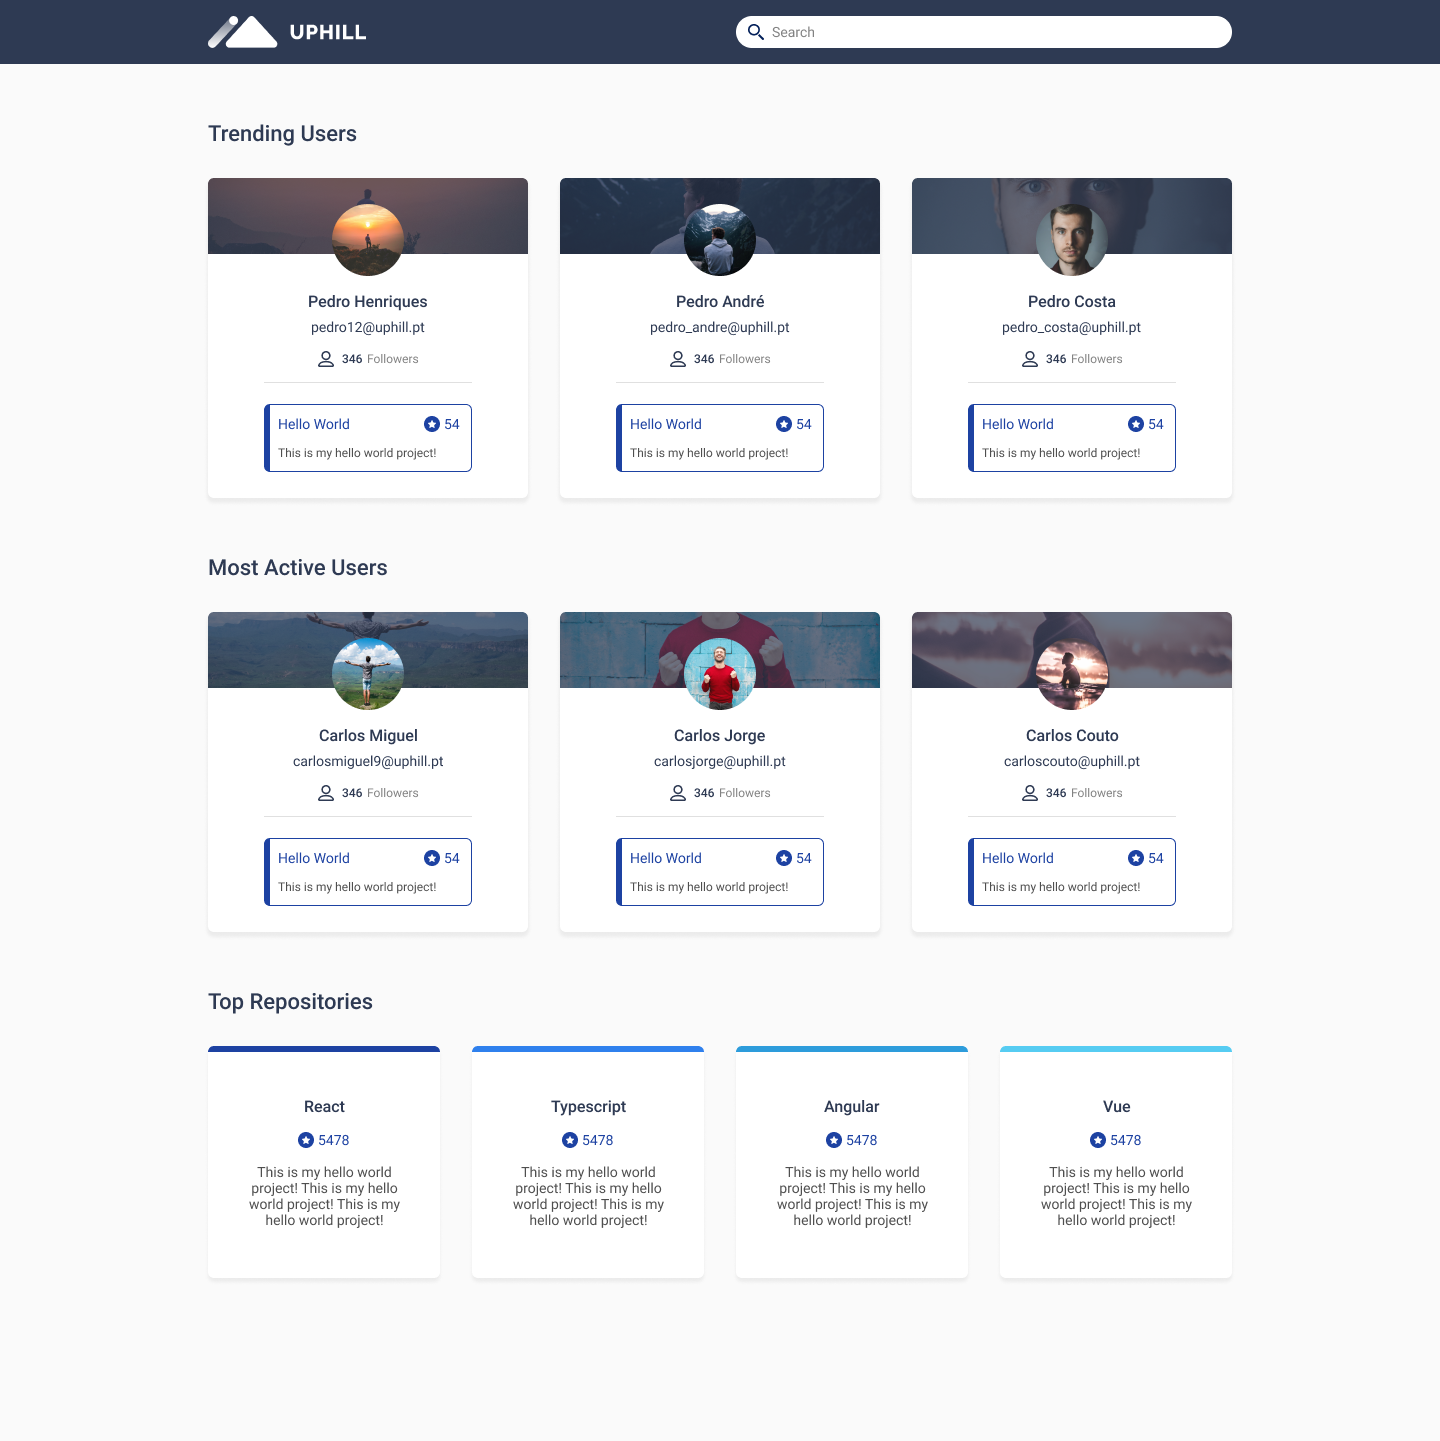 UPHILL
Search
Trending Users
Pedro Henriques
pedro12@uphill.pt
346 Followers
Hello World 54
This is my hello world project!
Pedro André
pedro_andre@uphill.pt
346 Followers
Hello World 54
This is my hello world project!
Pedro Costa
pedro_costa@uphill.pt
346 Followers
Hello World 54
This is my hello world project!
Most Active Users
Carlos Miguel
carlosmiguel9@uphill.pt
346 Followers
Hello World 54
This is my hello world project!
Carlos Jorge
carlosjorge@uphill.pt
346 Followers
Hello World 54
This is my hello world project!
Carlos Couto
carloscouto@uphill.pt
346 Followers
Hello World 54
This is my hello world project!
Top Repositories
React
5478
This is my hello world
project! This is my hello
world project! This is my
hello world project!
Typescript
5478
This is my hello world
project! This is my hello
world project! This is my
hello world project!
Angular
5478
This is my hello world
project! This is my hello
world project! This is my
hello world project!
Vue
5478
This is my hello world
project! This is my hello
world project! This is my
hello world project!